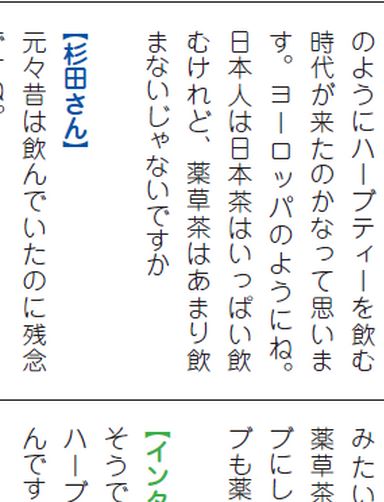 のようにハーブティーを飲む
時代が来たのかなって思いま
す。ヨーロッパのようにね。
日本人は日本茶はいっぱい飲
むけれど、薬草茶はあまり飲
まないじゃないですか
【杉田さん】
元々昔は飲んでいたのに残念
みたい
薬草茶
ブにし
ブも薬
【インタ
そうで
ハーブ
んです